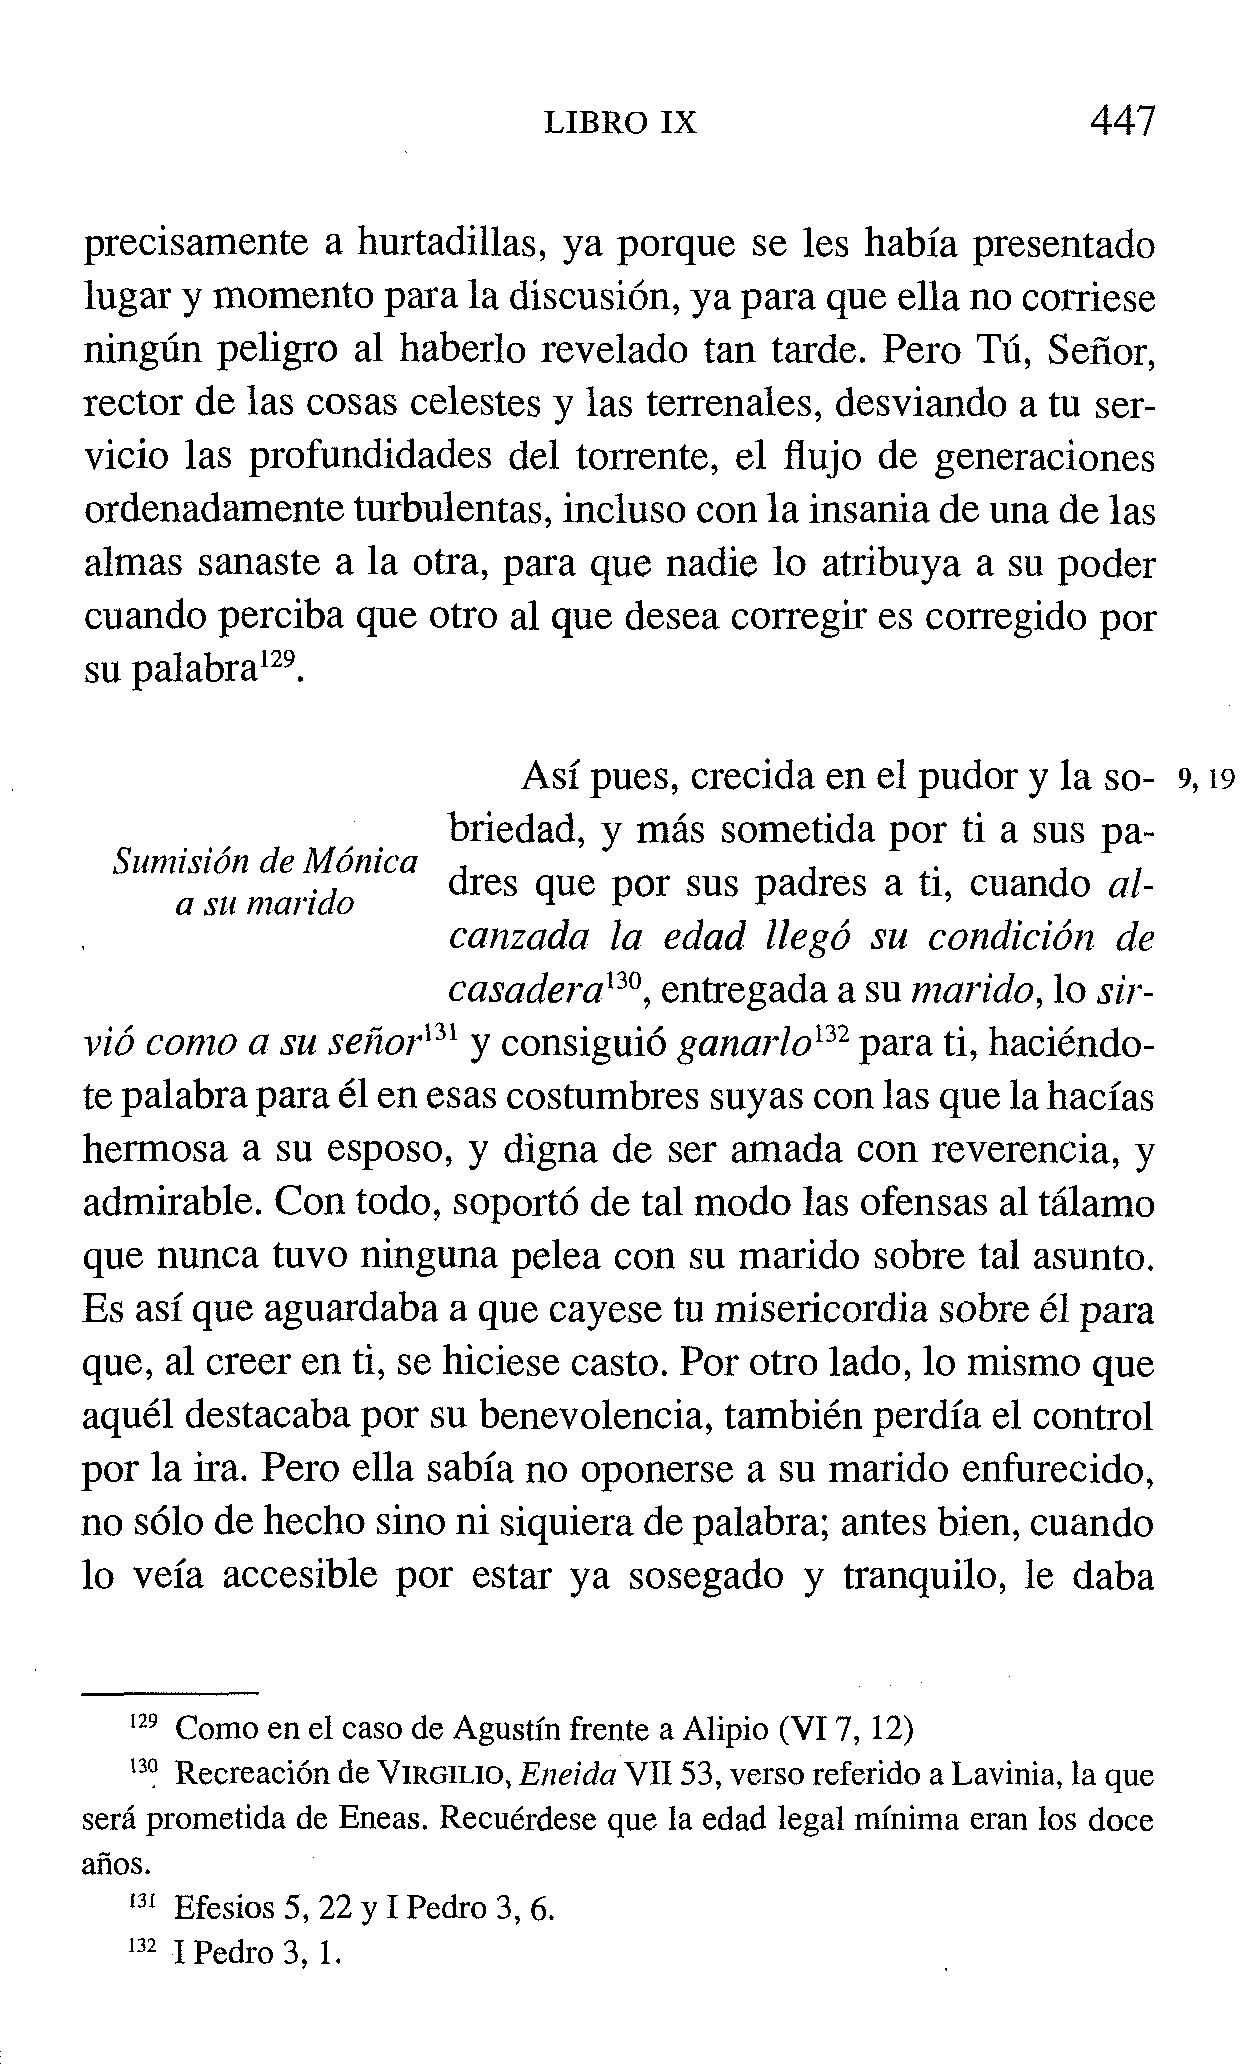 LIBRO IX 447
precisamente a hurtadillas, ya porque se les había presentado
lugar y momento para la discusión, ya para que ella no corriese
ningún peligro al haberlo revelado tan tarde. Pero Tú, Señor,
rector de las cosas celestes y las terrenales, desviando a tu ser-
vicio las profundidades del torrente, el flujo de generaciones
ordenadamente turbulentas, incluso con la insania de una de las
almas sanaste a la otra, para que nadie lo atribuya a su poder
cuando perciba que otro al que desea corregir es corregido por
su palabra¹²⁹.
Sumisión de Mónica
a su marido
Así pues, crecida en el pudor y la so- 9, 19
briedad, y más sometida por ti a sus pa-
dres que por sus padres a ti, cuando al-
canzada la edad llegó su condición de
casadera¹³⁰, entregada a su marido, lo sir-
vió como a su señor¹³¹ y consiguió ganarlo¹³² para ti, haciéndo-
te palabra para él en esas costumbres suyas con las que la hacías
hermosa a su esposo, y digna de ser amada con reverencia, y
admirable. Con todo, soportó de tal modo las ofensas al tálamo
que nunca tuvo ninguna pelea con su marido sobre tal asunto.
Es así que aguardaba a que cayese tu misericordia sobre él para
que, al creer en ti, se hiciese casto. Por otro lado, lo mismo que
aquél destacaba por su benevolencia, también perdía el control
por la ira. Pero ella sabía no oponerse a su marido enfurecido,
no sólo de hecho sino ni siquiera de palabra; antes bien, cuando
lo veía accesible por estar ya sosegado y tranquilo, le daba
¹²⁹ Como en el caso de Agustín frente a Alipio (VI 7, 12)
¹³⁰ Recreación de VIRGILIO, Eneida VII 53, verso referido a Lavinia, la que
será prometida de Eneas. Recuérdese que la edad legal mínima eran los doce
años.
¹³¹ Efesios 5, 22 y I Pedro 3, 6.
¹³² I Pedro 3, 1.